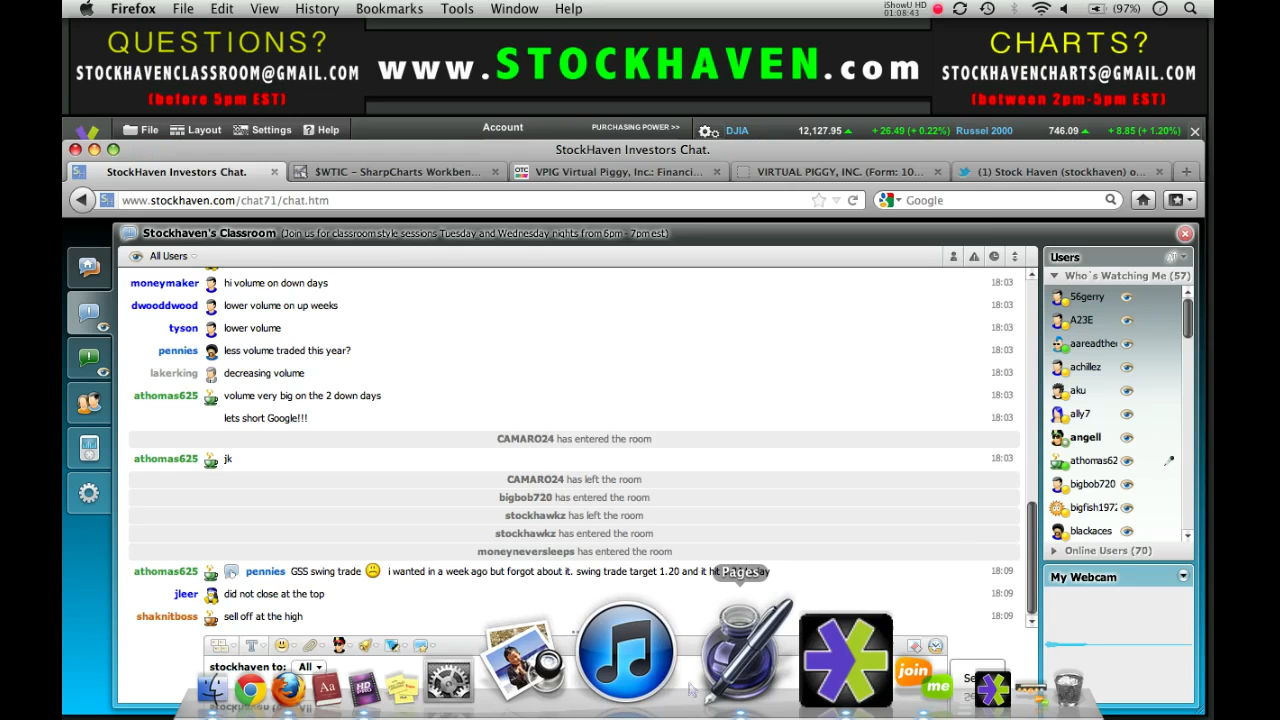 Firefox File Edit View History Bookmarks Tools Window Help iShowU HD 01:08:43 (97%)
QUESTIONS?
STOCKHAVENCLASSROOM@GMAIL.COM
(before 5pm EST)
www.STOCKHAVEN.com
CHARTS?
STOCKHAVENCHARTS@GMAIL.COM
(between 2pm-5pm EST)
File Layout Settings Help Account PURCHASING POWER >> DJIA 12,127.95 + 26.49 (+ 0.22%) Russel 2000 746.09 + 8.85 (+ 1.20%)
StockHaven Investors Chat.
StockHaven Investors Chat. $WTIC - SharpCharts Workben... VPIG Virtual Piggy, Inc.: Financi... VIRTUAL PIGGY, INC. (Form: 10... (1) Stock Haven (stockhaven) o...
www.stockhaven.com/chat71/chat.htm Google
Stockhaven's Classroom (Join us for classroom style sessions Tuesday and Wednesday nights from 6pm - 7pm est)
All Users
moneymaker hi volume on down days 18:03
dwooddwood lower volume on up weeks 18:03
tyson lower volume 18:03
pennies less volume traded this year? 18:03
lakerking decreasing volume 18:03
athomas625 volume very big on the 2 down days 18:03
lets short Google!!! 18:03
CAMARO24 has entered the room
athomas625 jk 18:03
CAMARO24 has left the room
bigbob720 has entered the room
stockhawkz has left the room
stockhawkz has entered the room
moneyneversleeps has entered the room
athomas625 pennies GSS swing trade i wanted in a week ago but forgot about it. swing trade target 1.20 and it hit 18:09
Pages
jleer did not close at the top 18:09
shaknitboss sell off at the high 18:09
stockhaven to: All
join me
Users
Who`s Watching Me (57)
56gerry
A23E
aareadthe
achillez
aku
ally7
angell
athomas62
bigbob720
bigfish197
blackaces
Online Users (70)
My Webcam